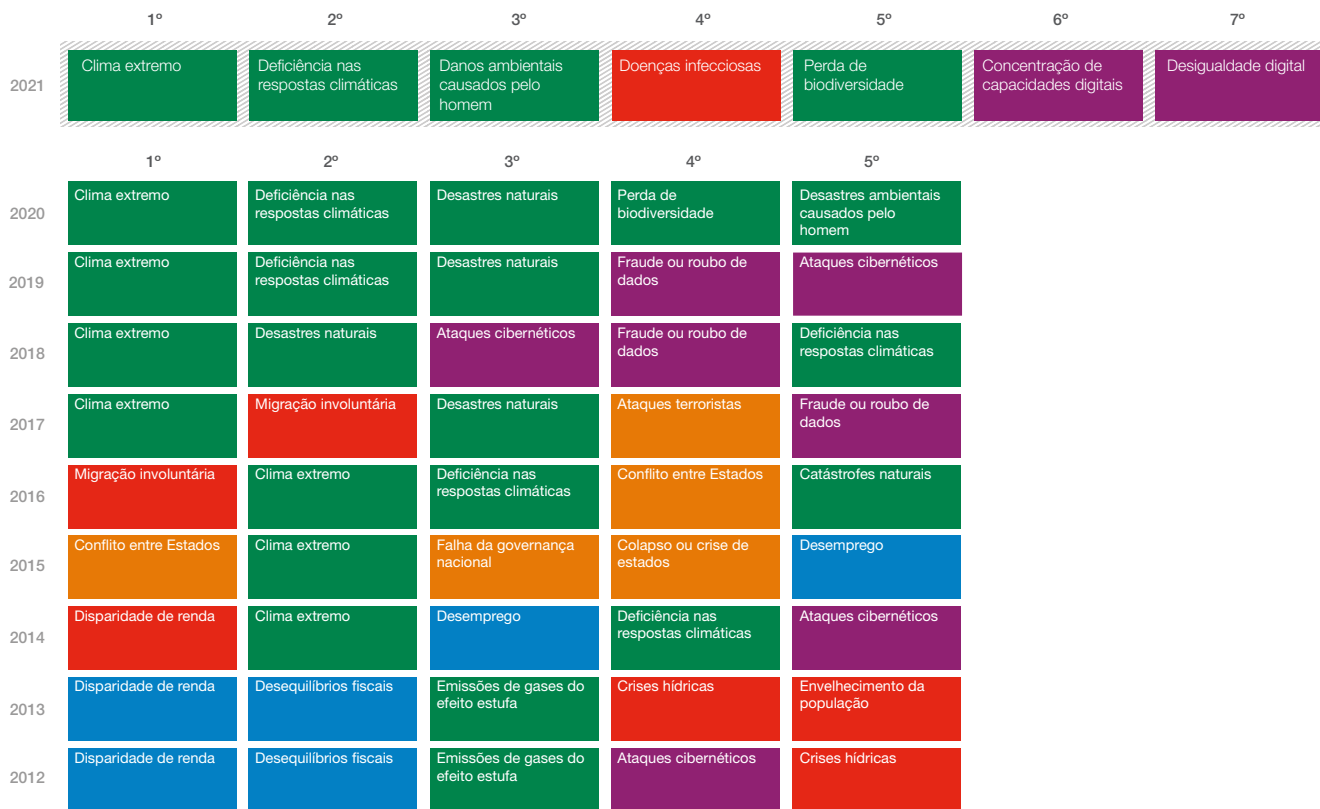 1º 2º 3º 4º 5º 6º 7º
2021
Clima extremo
Deficiência nas
respostas climáticas
Danos ambientais
causados pelo
homem
Doenças infecciosas
Perda de
biodiversidade
Concentração de
capacidades digitais
Desigualdade digital
1º 2º 3º 4º 5º
2020
Clima extremo
Deficiência nas
respostas climáticas
Desastres naturais
Perda de
biodiversidade
Desastres ambientais
causados pelo
homem
2019
Clima extremo
Deficiência nas
respostas climáticas
Desastres naturais
Fraude ou roubo de
dados
Ataques cibernéticos
2018
Clima extremo
Desastres naturais
Ataques cibernéticos
Fraude ou roubo de
dados
Deficiência nas
respostas climáticas
2017
Clima extremo
Migração involuntária
Desastres naturais
Ataques terroristas
Fraude ou roubo de
dados
2016
Migração involuntária
Clima extremo
Deficiência nas
respostas climáticas
Conflito entre Estados
Catástrofes naturais
2015
Conflito entre Estados
Clima extremo
Falha da governança
nacional
Colapso ou crise de
estados
Desemprego
2014
Disparidade de renda
Clima extremo
Desemprego
Deficiência nas
respostas climáticas
Ataques cibernéticos
2013
Disparidade de renda
Desequilíbrios fiscais
Emissões de gases do
efeito estufa
Crises hídricas
Envelhecimento da
população
2012
Disparidade de renda
Desequilíbrios fiscais
Emissões de gases do
efeito estufa
Ataques cibernéticos
Crises hídricas